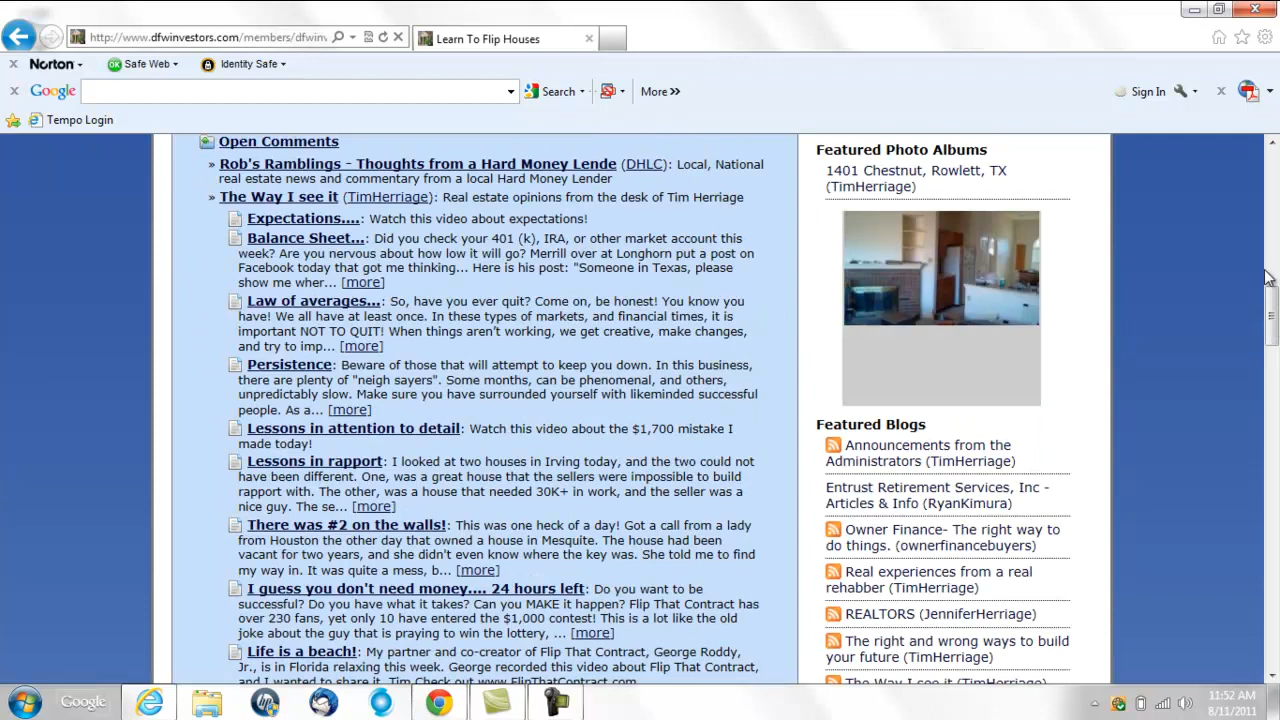 http://www.dfwinvestors.com/members/dfwin
Learn To Flip Houses
Norton
OK
Safe Web
Identity Safe
Google
Search
More »
Sign In
Tempo Login
Open Comments
» Rob's Ramblings - Thoughts from a Hard Money Lende (DHLC): Local, National
real estate news and commentary from a local Hard Money Lender
» The Way I see it (TimHerriage): Real estate opinions from the desk of Tim Herriage
Expectations....: Watch this video about expectations!
Balance Sheet...: Did you check your 401 (k), IRA, or other market account this
week? Are you nervous about how low it will go? Merrill over at Longhorn put a post on
Facebook today that got me thinking... Here is his post: "Someone in Texas, please
show me wher... [more]
Law of averages...: So, have you ever quit? Come on, be honest! You know you
have! We all have at least once. In these types of markets, and financial times, it is
important NOT TO QUIT! When things aren't working, we get creative, make changes,
and try to imp... [more]
Persistence: Beware of those that will attempt to keep you down. In this business,
there are plenty of "neigh sayers". Some months, can be phenomenal, and others,
unpredictably slow. Make sure you have surrounded yourself with likeminded successful
people. As a... [more]
Lessons in attention to detail: Watch this video about the $1,700 mistake I
made today!
Lessons in rapport: I looked at two houses in Irving today, and the two could not
have been different. One, was a great house that the sellers were impossible to build
rapport with. The other, was a house that needed 30K+ in work, and the seller was a
nice guy. The se... [more]
There was #2 on the walls!: This was one heck of a day! Got a call from a lady
from Houston the other day that owned a house in Mesquite. The house had been
vacant for two years, and she didn't even know where the key was. She told me to find
my way in. It was quite a mess, b... [more]
I guess you don't need money.... 24 hours left: Do you want to be
successful? Do you have what it takes? Can you MAKE it happen? Flip That Contract has
over 230 fans, yet only 10 have entered the $1,000 contest! This is a lot like the old
joke about the guy that is praying to win the lottery, ... [more]
Life is a beach!: My partner and co-creator of Flip That Contract, George Roddy,
Jr., is in Florida relaxing this week. George recorded this video about Flip That Contract,
and I wanted to share it. Tim Check out www.FlipThatContract.com
Featured Photo Albums
1401 Chestnut, Rowlett, TX
(TimHerriage)
Featured Blogs
Announcements from the
Administrators (TimHerriage)
Entrust Retirement Services, Inc -
Articles & Info (RyanKimura)
Owner Finance- The right way to
do things. (ownerfinancebuyers)
Real experiences from a real
rehabber (TimHerriage)
REALTORS (JenniferHerriage)
The right and wrong ways to build
your future (TimHerriage)
The Way I see it (TimHerriage)
Google
11:52 AM
8/11/2011